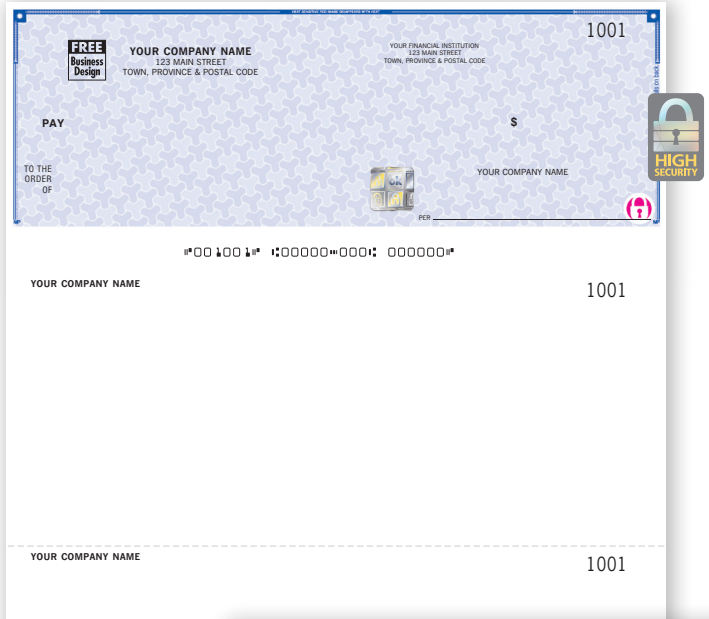 1001
FREE
Business
Design
YOUR COMPANY NAME
123 MAIN STREET
TOWN, PROVINCE & POSTAL CODE
YOUR FINANCIAL INSTITUTION
123 MAIN STREET
TOWN, PROVINCE & POSTAL CODE
PAY
$
HIGH
SECURITY
TO THE
ORDER
OF
YOUR COMPANY NAME
PER
⑈001001⑈ ⑆00000⑉000⑆ 000000⑈
YOUR COMPANY NAME
1001
YOUR COMPANY NAME
1001